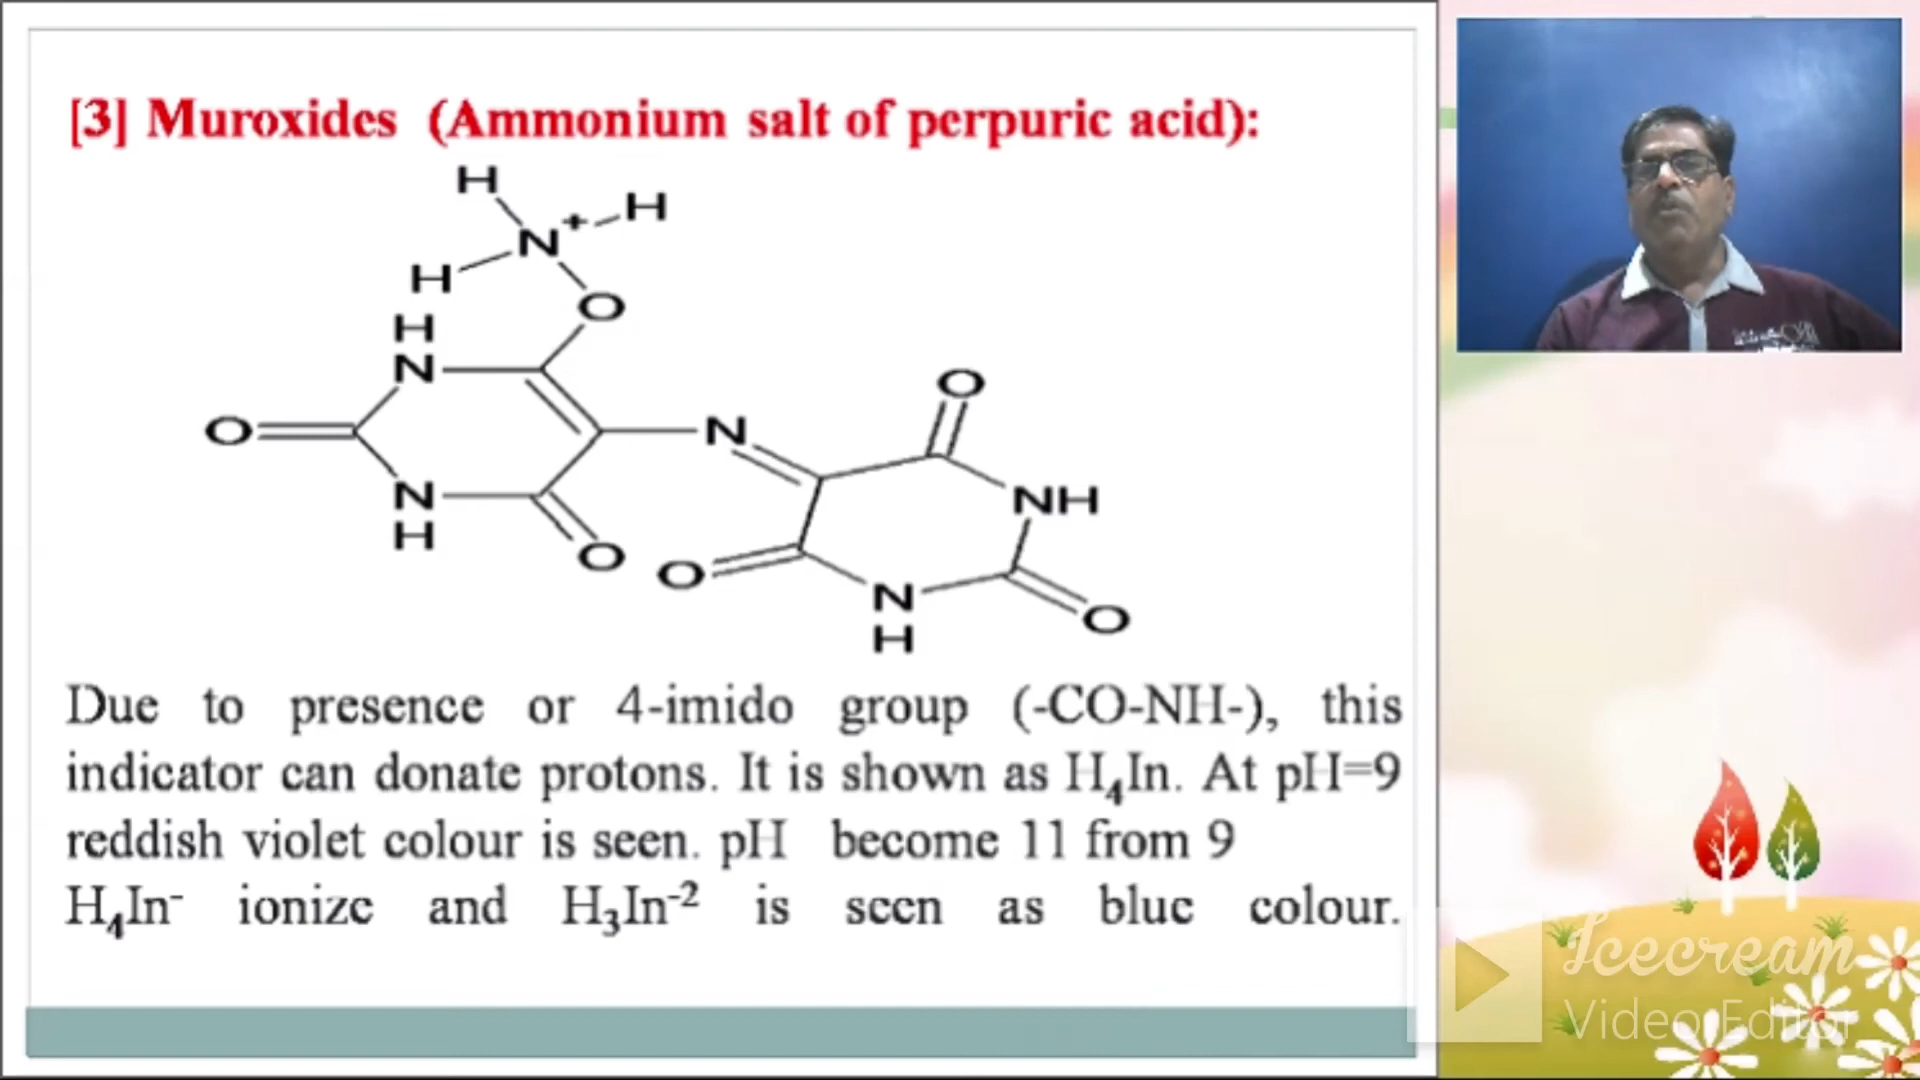 [3] Muroxides (Ammonium salt of perpuric acid):
H
H
N+
H
O
H
N
O
O
N
N
NH
H
O
O
N
O
H
Due to presence or 4-imido group (-CO-NH-), this
indicator can donate protons. It is shown as H₄In. At pH=9
reddish violet colour is seen. pH become 11 from 9
H₄In⁻ ionize and H₃In⁻² is seen as blue colour.
Icecream
Video Editor